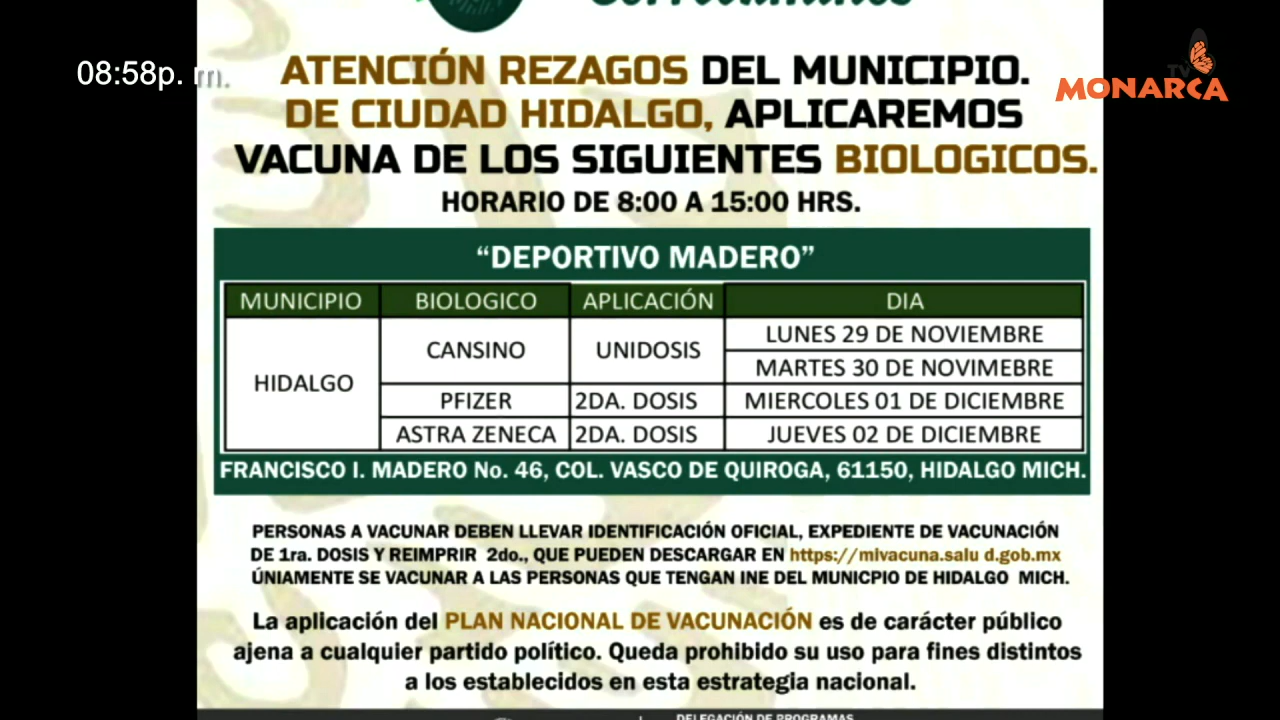 08:58p. m.
TV
MONARCA
ATENCIÓN REZAGOS DEL MUNICIPIO.
DE CIUDAD HIDALGO, APLICAREMOS
VACUNA DE LOS SIGUIENTES BIOLOGICOS.
HORARIO DE 8:00 A 15:00 HRS.
“DEPORTIVO MADERO”
MUNICIPIO BIOLOGICO APLICACIÓN DIA
HIDALGO CANSINO UNIDOSIS LUNES 29 DE NOVIEMBRE
MARTES 30 DE NOVIMEBRE
PFIZER 2DA. DOSIS MIERCOLES 01 DE DICIEMBRE
ASTRA ZENECA 2DA. DOSIS JUEVES 02 DE DICIEMBRE
FRANCISCO I. MADERO No. 46, COL. VASCO DE QUIROGA, 61150, HIDALGO MICH.
PERSONAS A VACUNAR DEBEN LLEVAR IDENTIFICACIÓN OFICIAL, EXPEDIENTE DE VACUNACIÓN
DE 1ra. DOSIS Y REIMPRIR 2do., QUE PUEDEN DESCARGAR EN https://mivacuna.salu d.gob.mx
ÚNIAMENTE SE VACUNAR A LAS PERSONAS QUE TENGAN INE DEL MUNICPIO DE HIDALGO MICH.
La aplicación del PLAN NACIONAL DE VACUNACIÓN es de carácter público
ajena a cualquier partido político. Queda prohibido su uso para fines distintos
a los establecidos en esta estrategia nacional.
DELEGACIÓN DE PROGRAMAS